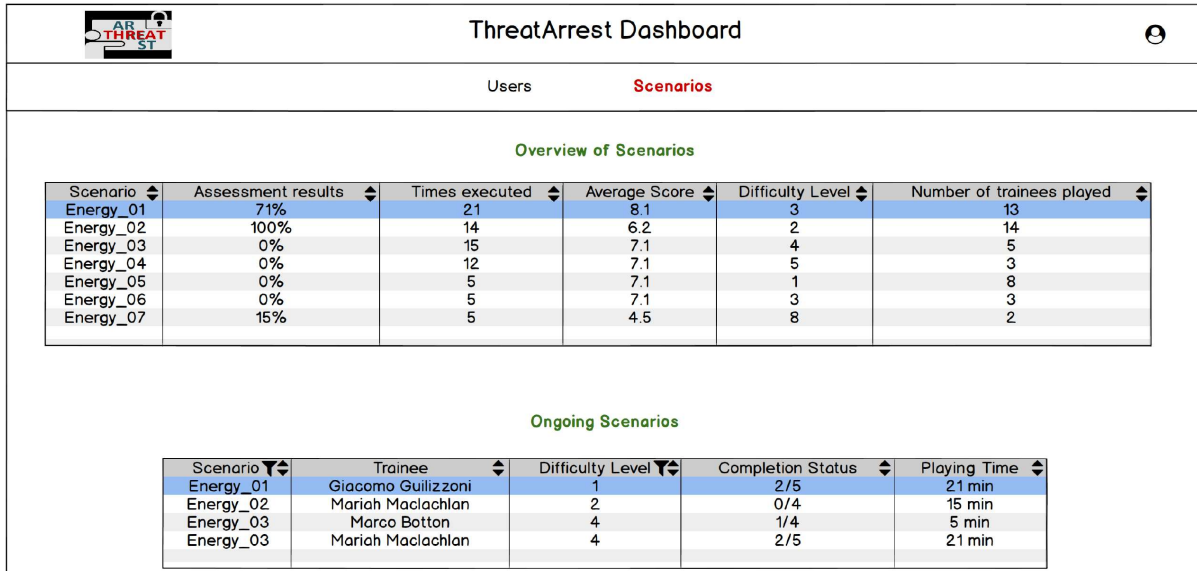 AR
THREAT
ST
ThreatArrest Dashboard
Users Scenarios
Overview of Scenarios
Scenario Assessment results Times executed Average Score Difficulty Level Number of trainees played
Energy_01 71% 21 8.1 3 13
Energy_02 100% 14 6.2 2 14
Energy_03 0% 15 7.1 4 5
Energy_04 0% 12 7.1 5 3
Energy_05 0% 5 7.1 1 8
Energy_06 0% 5 7.1 3 3
Energy_07 15% 5 4.5 8 2
Ongoing Scenarios
Scenario Trainee Difficulty Level Completion Status Playing Time
Energy_01 Giacomo Guilizzoni 1 2/5 21 min
Energy_02 Mariah Maclachlan 2 0/4 15 min
Energy_03 Marco Botton 4 1/4 5 min
Energy_03 Mariah Maclachlan 4 2/5 21 min